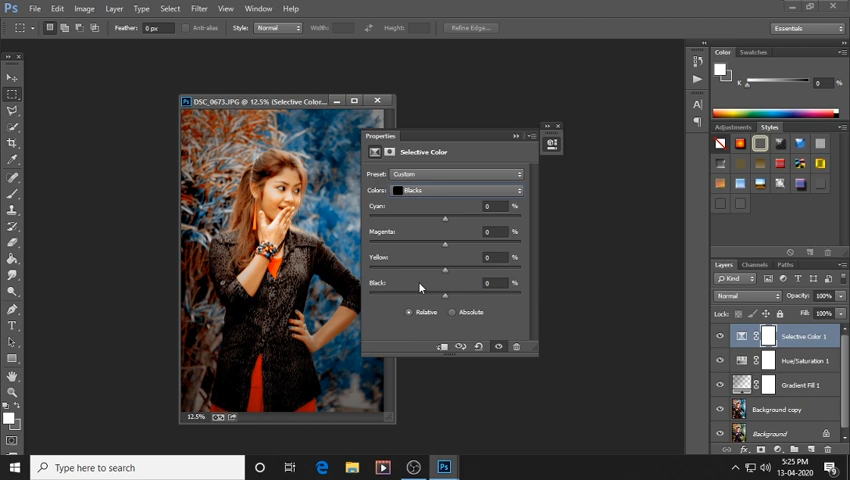 File Edit Image Layer Type Select Filter View Window Help
Feather: 0 px Anti-alias Style: Normal Width: Height: Refine Edge... Essentials
DSC_0673.JPG @ 12.5% (Selective Color...
Properties
Selective Color
Preset: Custom
Colors: Blacks
Cyan: 0 %
Magenta: 0 %
Yellow: 0 %
Black: 0 %
Relative Absolute
12.5%
Color Swatches
K 0 %
Adjustments Styles
Layers Channels Paths
Kind
Normal Opacity: 100%
Lock: Fill: 100%
Selective Color 1
Hue/Saturation 1
Gradient Fill 1
Background copy
Background
Type here to search
5:25 PM
13-04-2020